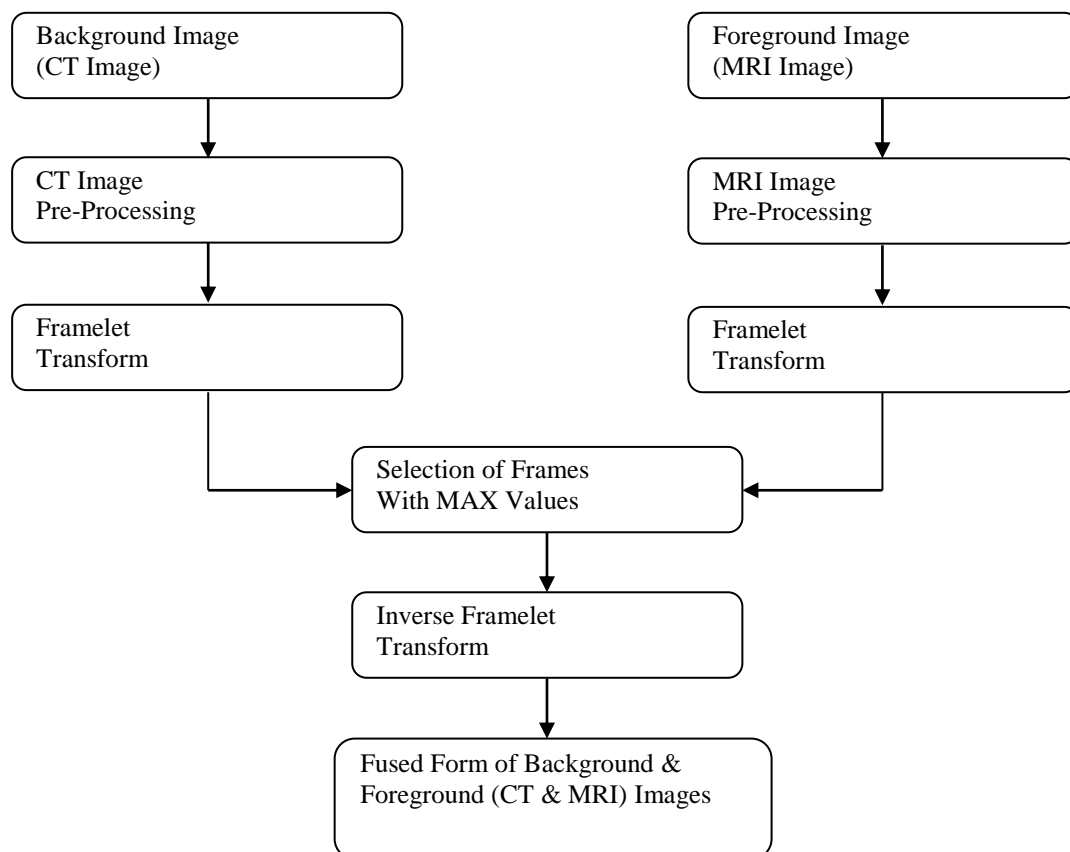 Background Image
(CT Image)
Foreground Image
(MRI Image)
CT Image
Pre-Processing
MRI Image
Pre-Processing
Framelet
Transform
Framelet
Transform
Selection of Frames
With MAX Values
Inverse Framelet
Transform
Fused Form of Background &
Foreground (CT & MRI) Images